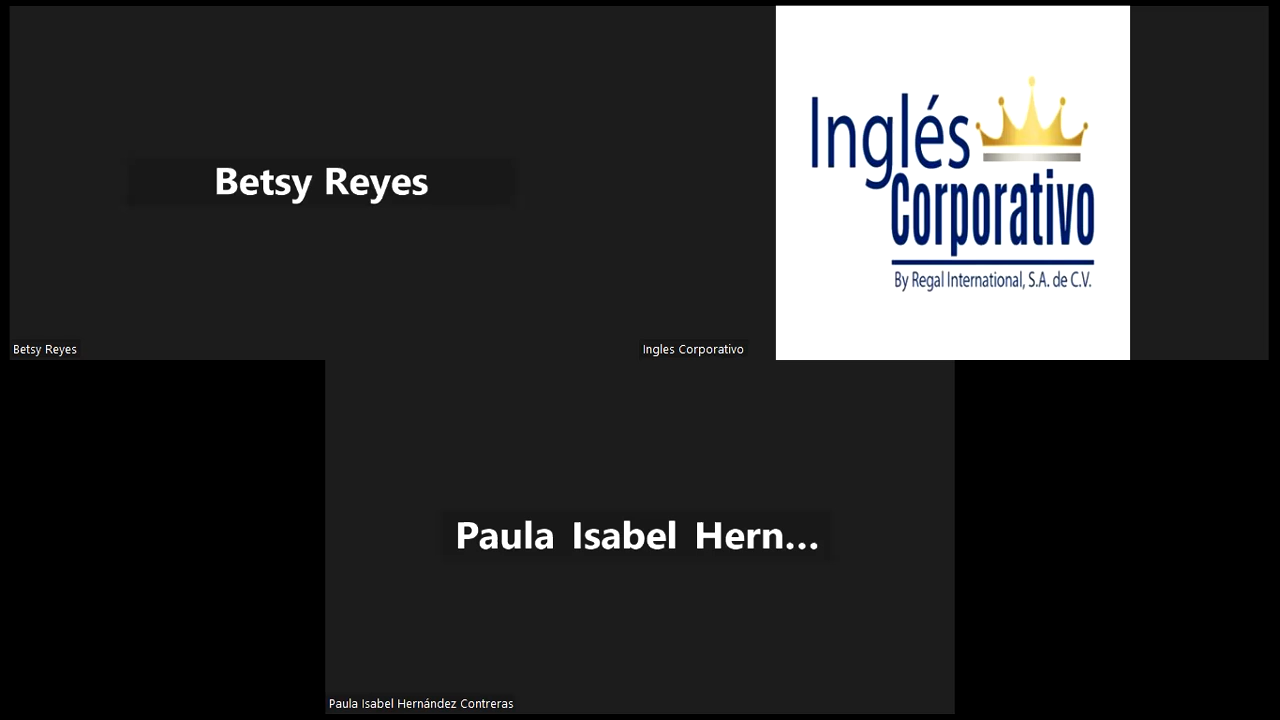 Betsy Reyes
Betsy Reyes
Inglés
Corporativo
By Regal International, S.A. de C.V.
Ingles Corporativo
Paula Isabel Hern...
Paula Isabel Hernández Contreras